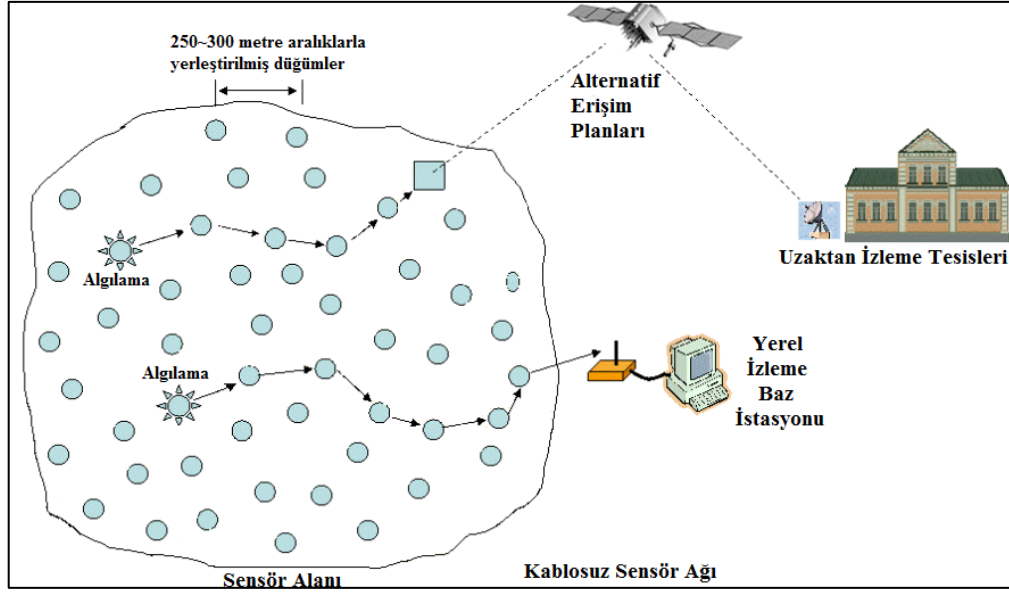 250~300 metre aralıklarla
yerleştirilmiş düğümler
Alternatif
Erişim
Planları
Uzaktan İzleme Tesisleri
Algılama
Algılama
Yerel
İzleme
Baz
İstasyonu
Sensör Alanı
Kablosuz Sensör Ağı